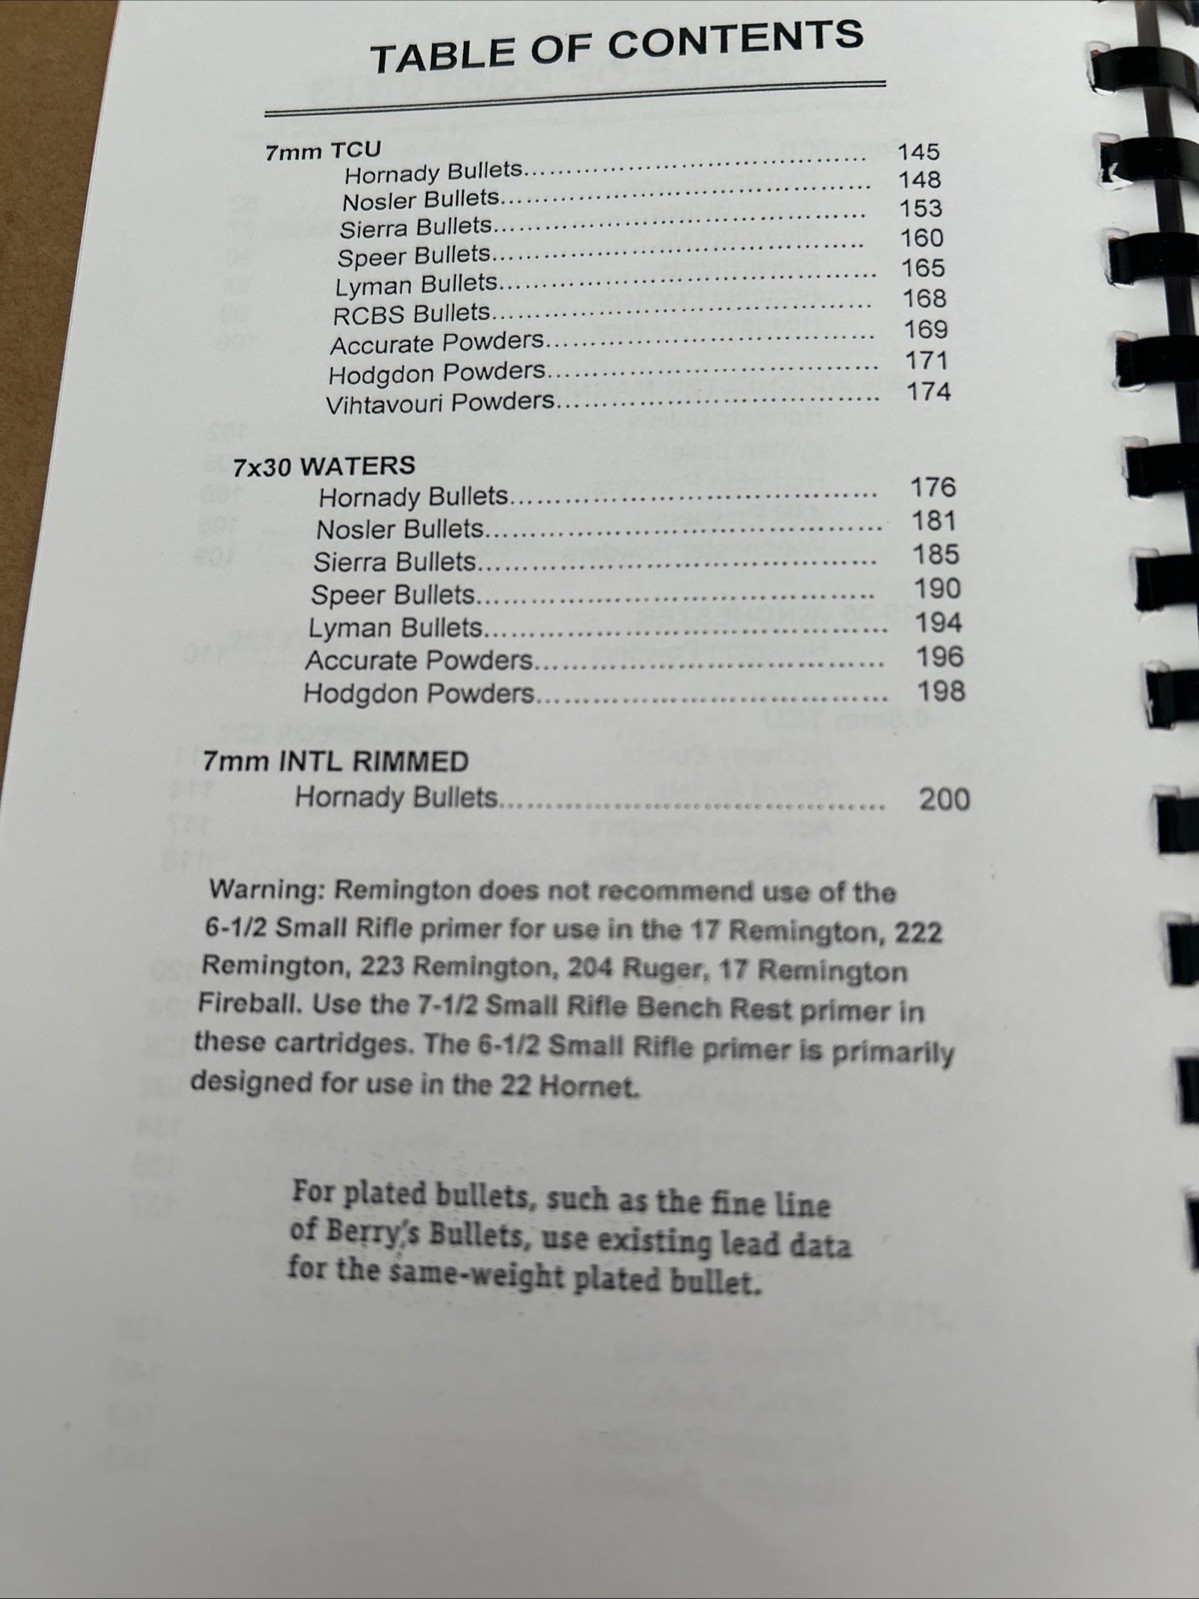 TABLE OF CONTENTS
7mm TCU
Hornady Bullets................................................ 145
Nosler Bullets................................................ 148
Sierra Bullets................................................ 153
Speer Bullets................................................ 160
Lyman Bullets................................................ 165
RCBS Bullets................................................ 168
Accurate Powders.......................................... 169
Hodgdon Powders.......................................... 171
Vihtavouri Powders.......................................... 174
7x30 WATERS
Hornady Bullets................................................ 176
Nosler Bullets................................................ 181
Sierra Bullets................................................ 185
Speer Bullets................................................ 190
Lyman Bullets................................................ 194
Accurate Powders.......................................... 196
Hodgdon Powders.......................................... 198
7mm INTL RIMMED
Hornady Bullets................................................ 200
Warning: Remington does not recommend use of the
6-1/2 Small Rifle primer for use in the 17 Remington, 222
Remington, 223 Remington, 204 Ruger, 17 Remington
Fireball. Use the 7-1/2 Small Rifle Bench Rest primer in
these cartridges. The 6-1/2 Small Rifle primer is primarily
designed for use in the 22 Hornet.
For plated bullets, such as the fine line
of Berry's Bullets, use existing lead data
for the same-weight plated bullet.